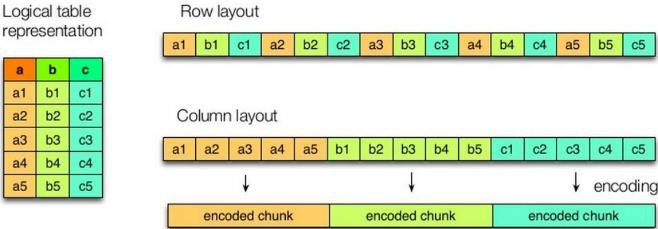 Logical table
representation
a b c
a1 b1 c1
a2 b2 c2
a3 b3 c3
a4 b4 c4
a5 b5 c5
Row layout
a1 b1 c1 a2 b2 c2 a3 b3 c3 a4 b4 c4 a5 b5 c5
Column layout
a1 a2 a3 a4 a5 b1 b2 b3 b4 b5 c1 c2 c3 c4 c5
encoding
encoded chunk encoded chunk encoded chunk